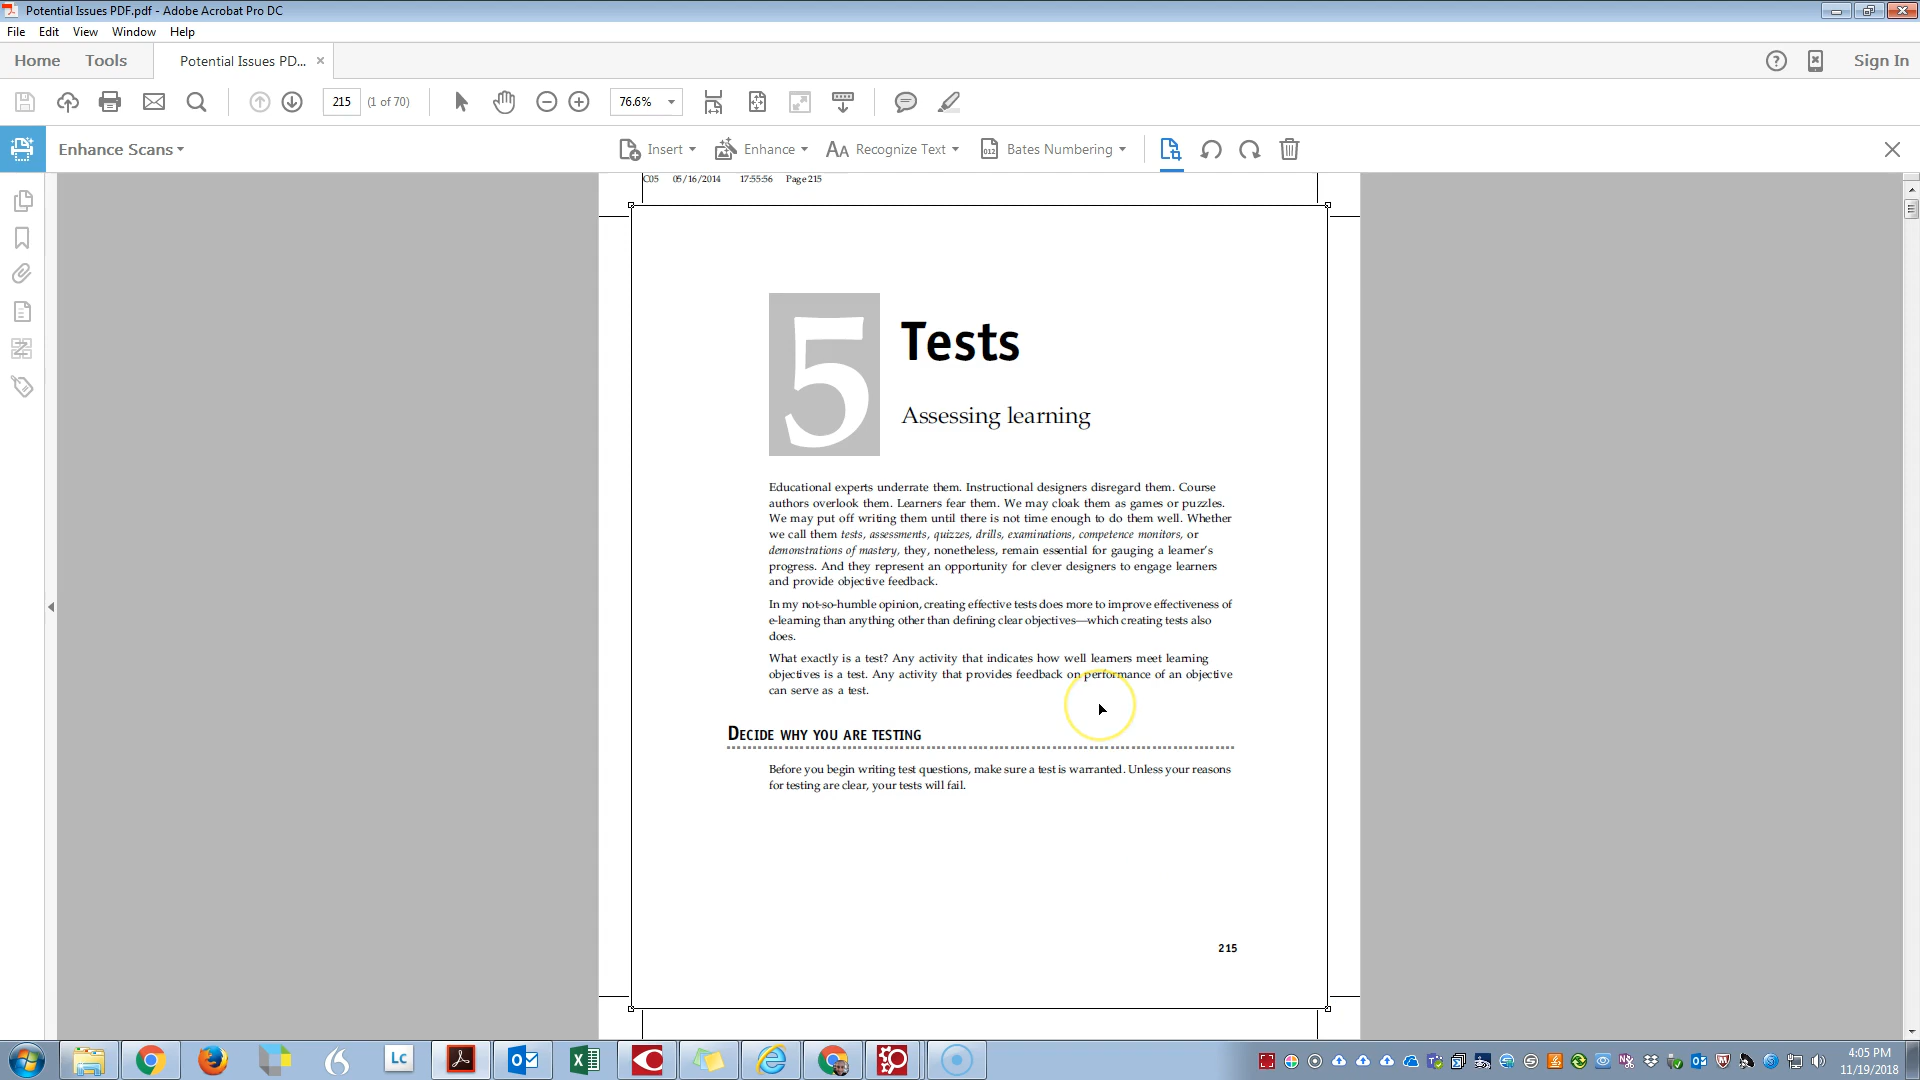 Potential Issues PDF.pdf - Adobe Acrobat Pro DC
File Edit View Window Help
Home Tools Potential Issues PD... × Sign In
215 (1 of 70) 76.6%
Enhance Scans Insert Enhance Recognize Text Bates Numbering
C05 05/16/2014 17:55:56 Page 215
5
Tests
Assessing learning
Educational experts underrate them. Instructional designers disregard them. Course
authors overlook them. Learners fear them. We may cloak them as games or puzzles.
We may put off writing them until there is not time enough to do them well. Whether
we call them tests, assessments, quizzes, drills, examinations, competence monitors, or
demonstrations of mastery, they, nonetheless, remain essential for gauging a learner's
progress. And they represent an opportunity for clever designers to engage learners
and provide objective feedback.
In my not-so-humble opinion, creating effective tests does more to improve effectiveness of
e-learning than anything other than defining clear objectives—which creating tests also
does.
What exactly is a test? Any activity that indicates how well learners meet learning
objectives is a test. Any activity that provides feedback on performance of an objective
can serve as a test.
DECIDE WHY YOU ARE TESTING
Before you begin writing test questions, make sure a test is warranted. Unless your reasons
for testing are clear, your tests will fail.
215
Lc
4:05 PM
11/19/2018